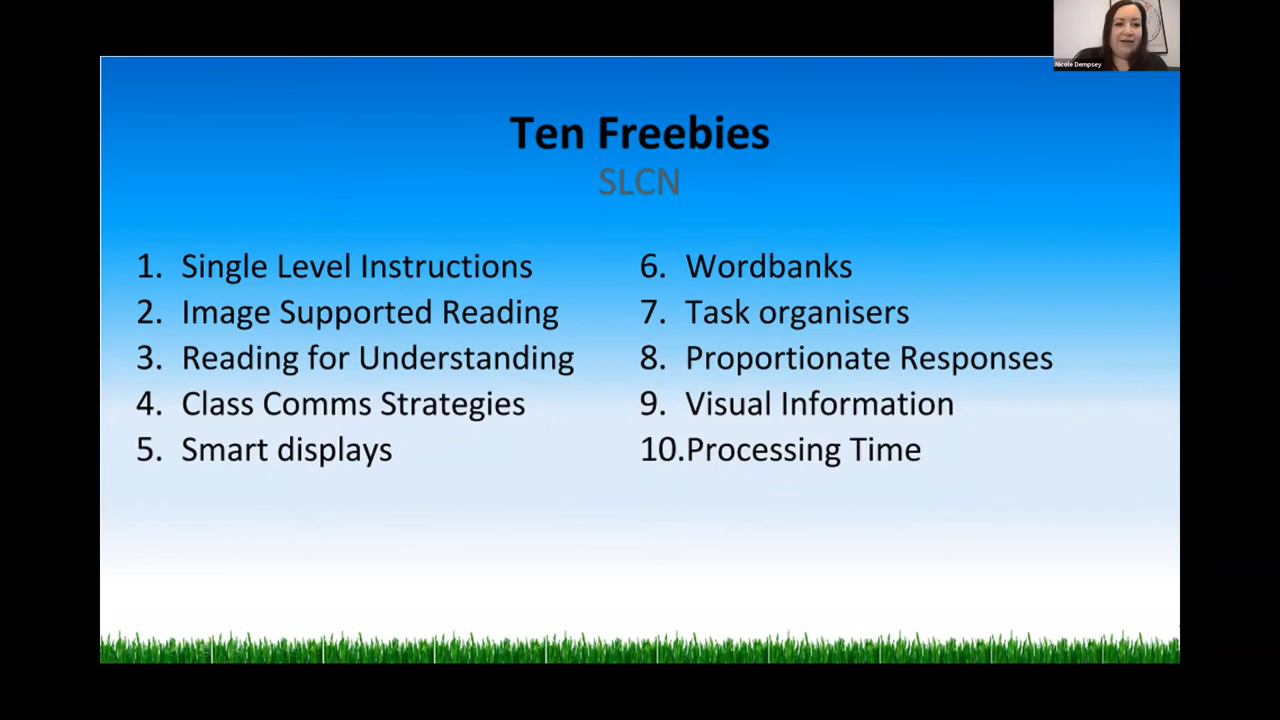 Nicole Dempsey
Ten Freebies
SLCN
1. Single Level Instructions
2. Image Supported Reading
3. Reading for Understanding
4. Class Comms Strategies
5. Smart displays
6. Wordbanks
7. Task organisers
8. Proportionate Responses
9. Visual Information
10.Processing Time